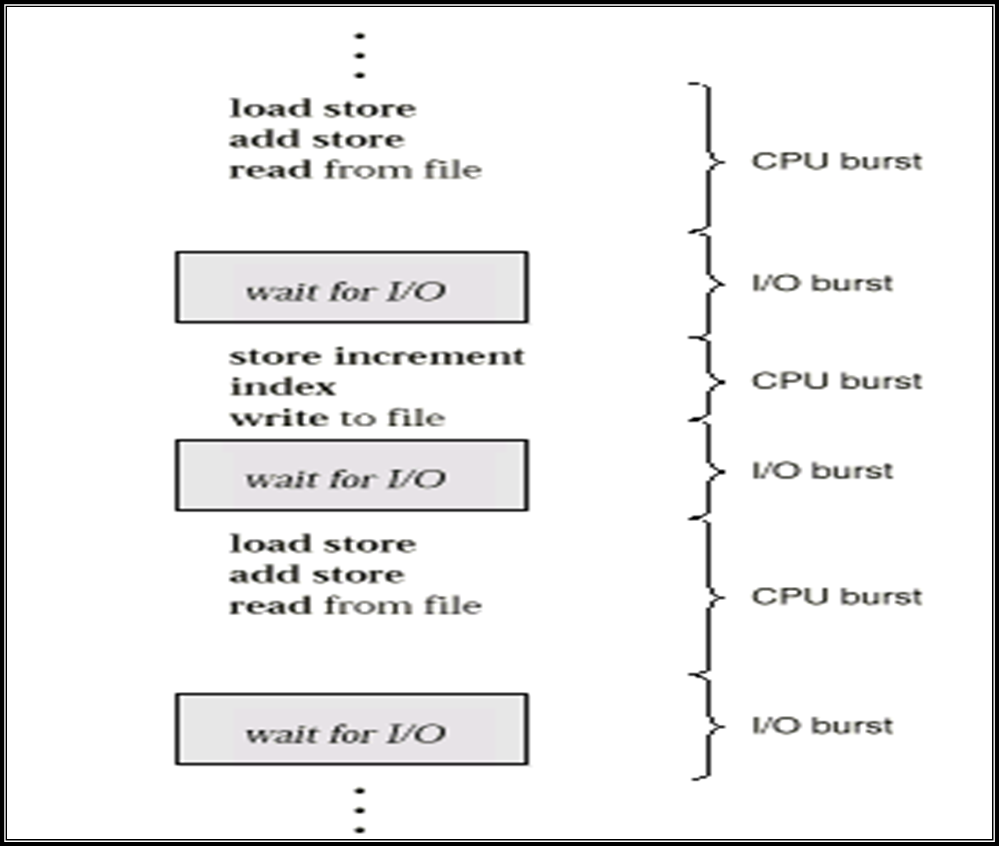 load store
add store
read from file
CPU burst
wait for I/O
I/O burst
store increment
index
write to file
CPU burst
wait for I/O
I/O burst
load store
add store
read from file
CPU burst
wait for I/O
I/O burst